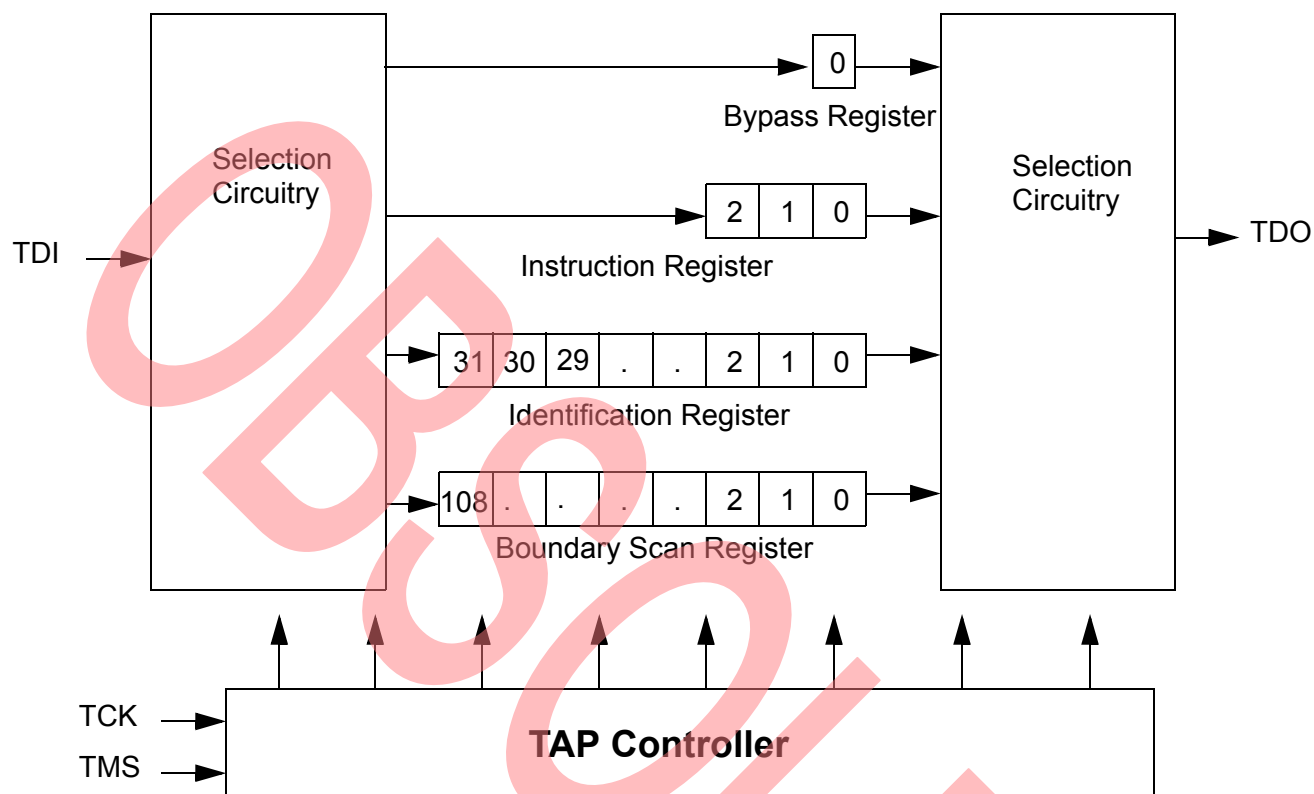 0
Bypass Register
Selection
Circuitry
Selection
Circuitry
2 1 0
TDI
TDO
Instruction Register
31 30 29 . . 2 1 0
Identification Register
108 . . . . 2 1 0
Boundary Scan Register
TCK
TMS
TAP Controller